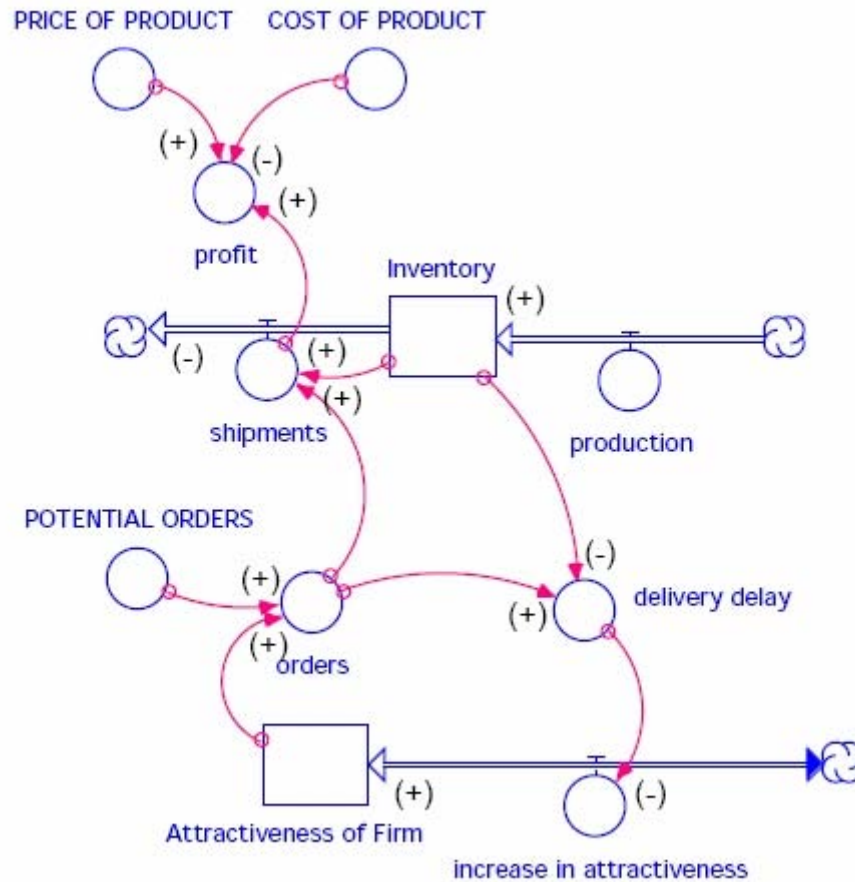 PRICE OF PRODUCT
COST OF PRODUCT
(+)
(-)
(+)
profit
Inventory
(+)
(-)
(+)
(+)
shipments
production
POTENTIAL ORDERS
(+)
(-)
delivery delay
(+)
(+)
orders
(+)
(-)
Attractiveness of Firm
increase in attractiveness